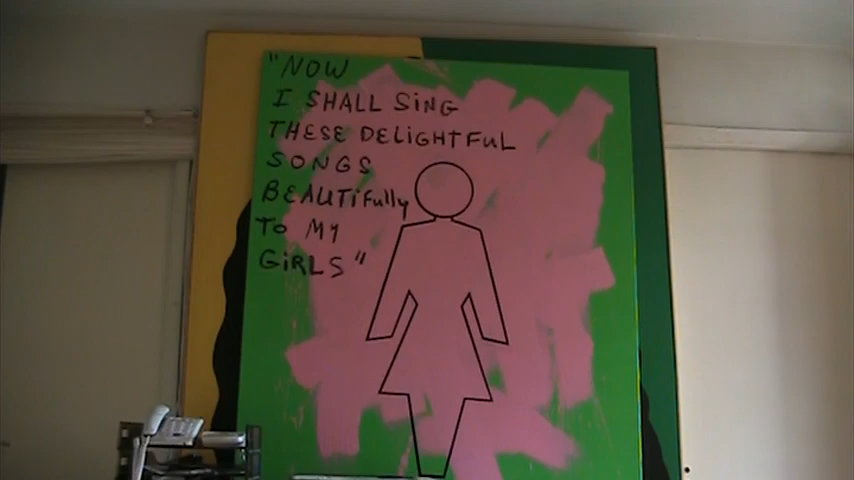 "NOW
I SHALL SiNG
THESE DELiGHTFUL
SONGS
BEAUTiFully
To MY
GiRLS"